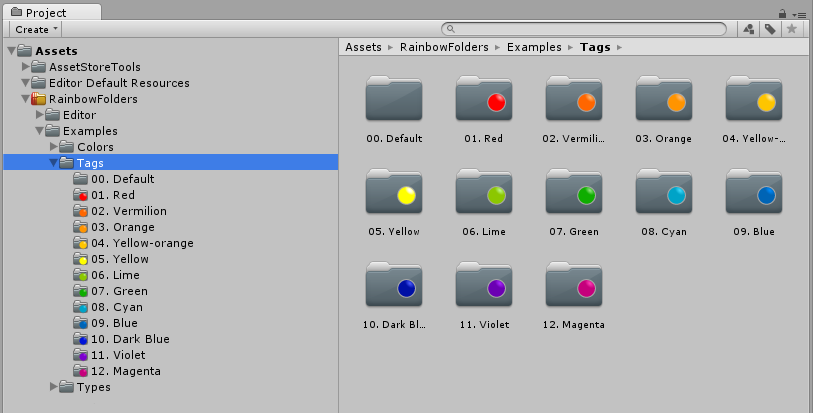 Project
Create
Assets
AssetStoreTools
Editor Default Resources
RainbowFolders
Editor
Examples
Colors
Tags
00. Default
01. Red
02. Vermilion
03. Orange
04. Yellow-orange
05. Yellow
06. Lime
07. Green
08. Cyan
09. Blue
10. Dark Blue
11. Violet
12. Magenta
Types
Assets RainbowFolders Examples Tags
00. Default 01. Red 02. Vermili... 03. Orange 04. Yellow-...
05. Yellow 06. Lime 07. Green 08. Cyan 09. Blue
10. Dark Bl... 11. Violet 12. Magenta